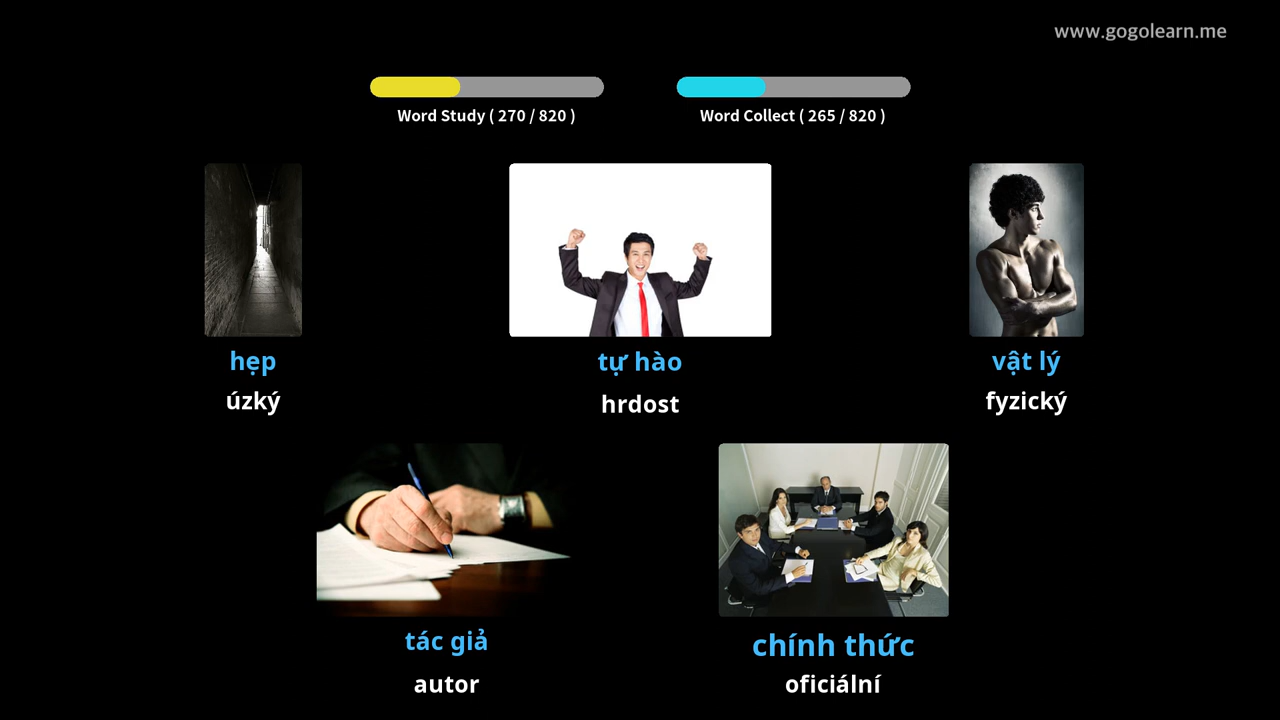 www.gogolearn.me
Word Study ( 270 / 820 )
Word Collect ( 265 / 820 )
hẹp
úzký
tự hào
hrdost
vật lý
fyzický
tác giả
autor
chính thức
oficiální